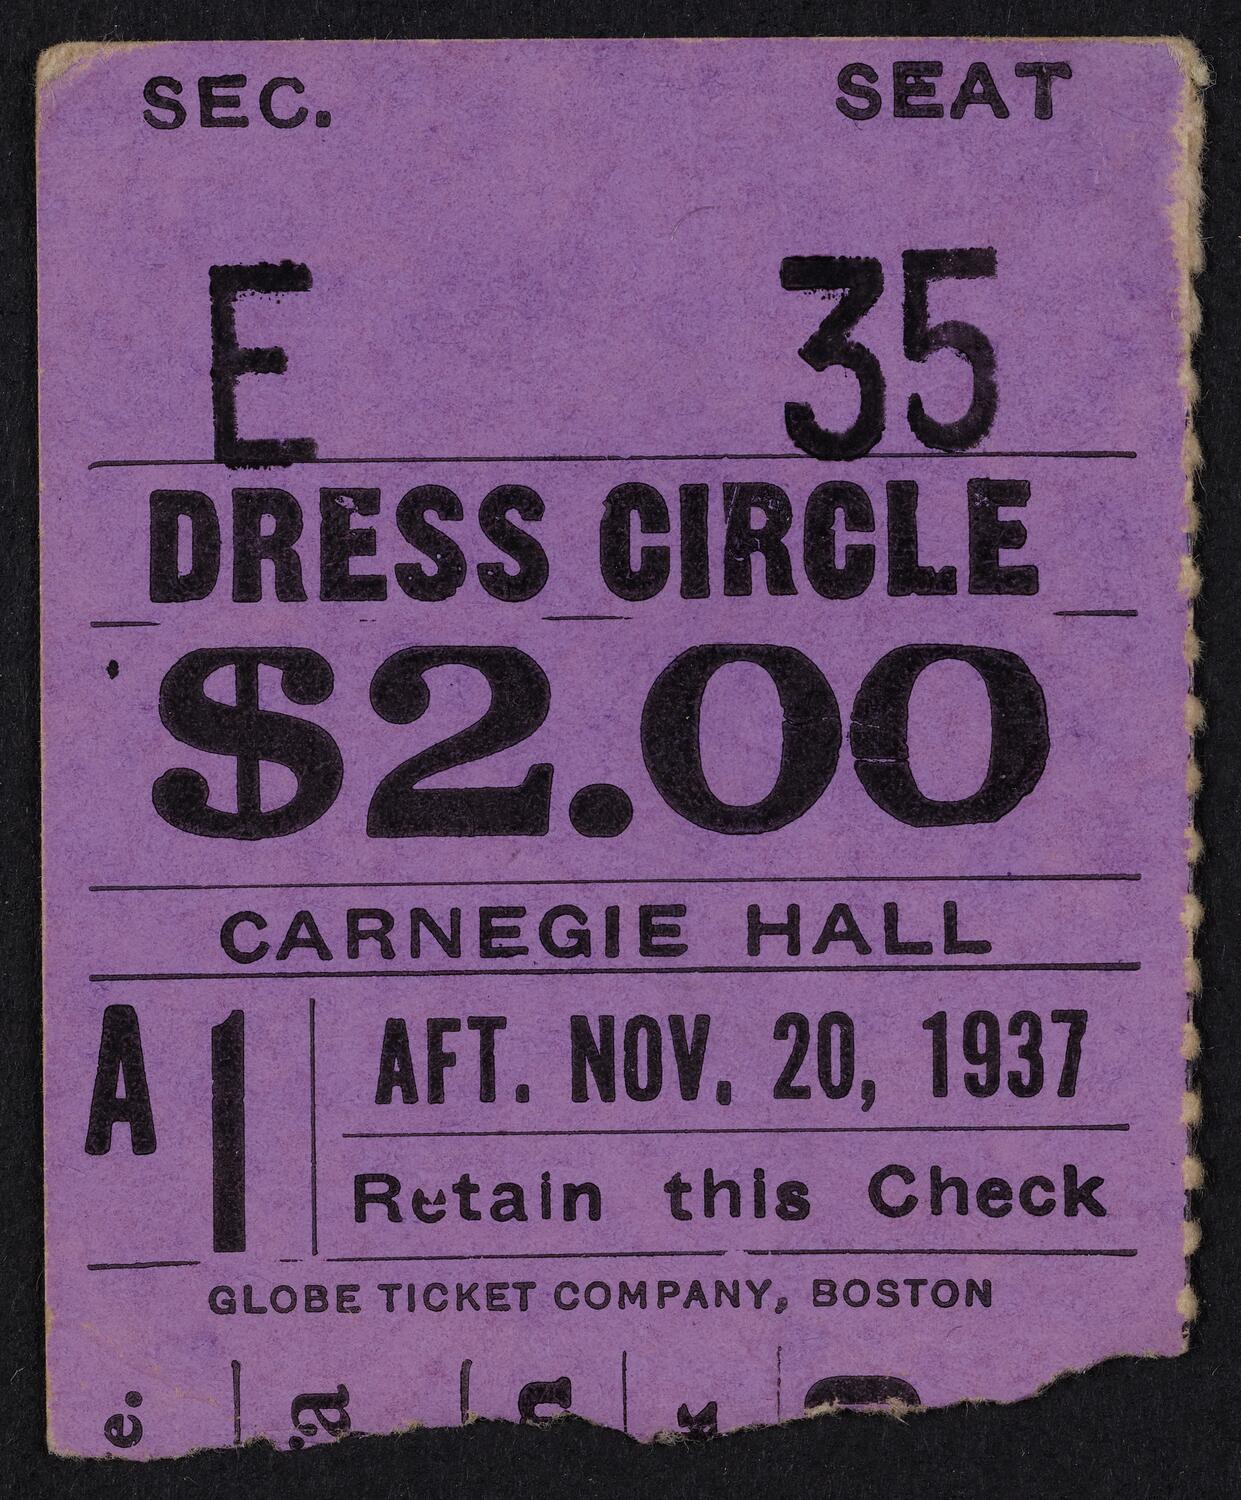 SEC. SEAT
E 35
DRESS CIRCLE
$2.00
CARNEGIE HALL
A 1
AFT. NOV. 20, 1937
Retain this Check
GLOBE TICKET COMPANY, BOSTON